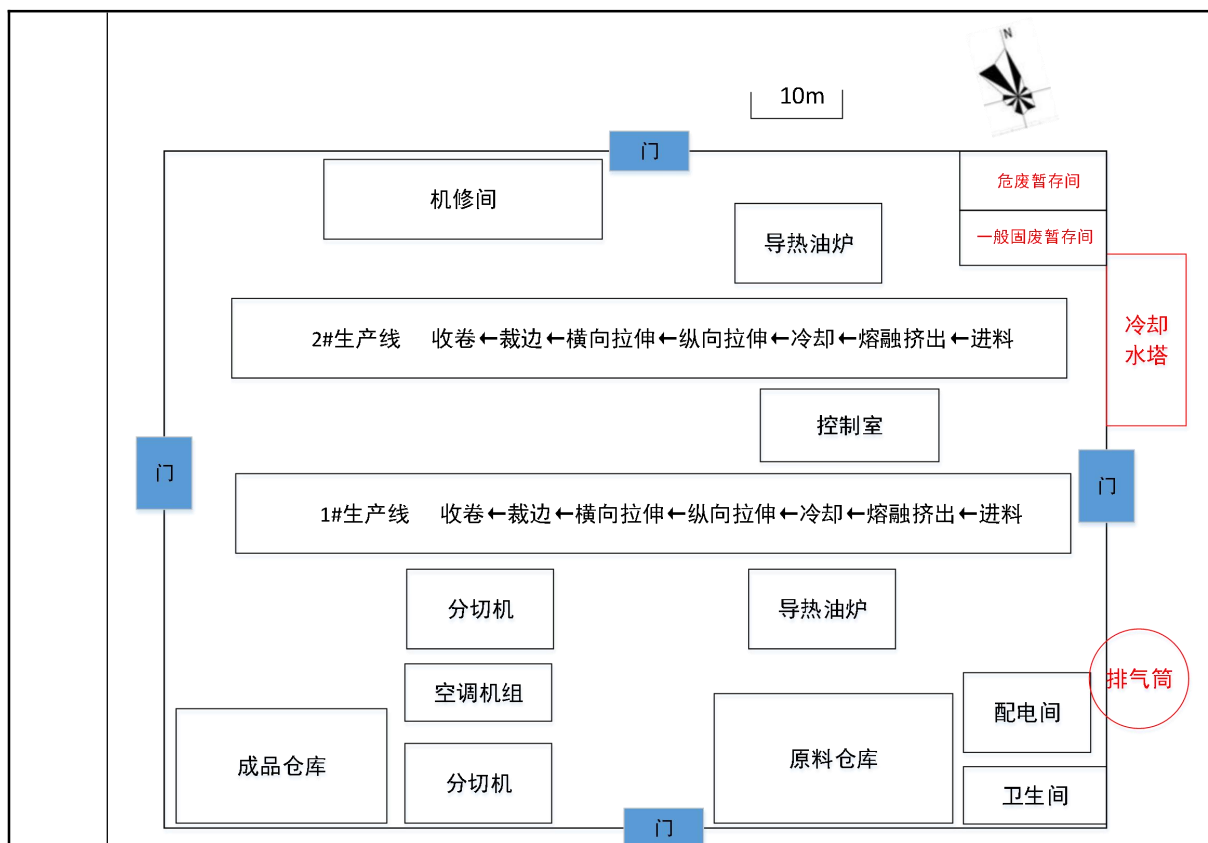 N
10m
门
机修间
危废暂存间
一般固废暂存间
导热油炉
冷却
水塔
2#生产线 收卷←裁边←横向拉伸←纵向拉伸←冷却←熔融挤出←进料
控制室
门
门
1#生产线 收卷←裁边←横向拉伸←纵向拉伸←冷却←熔融挤出←进料
分切机
导热油炉
空调机组
排气筒
配电间
成品仓库
原料仓库
分切机
卫生间
门